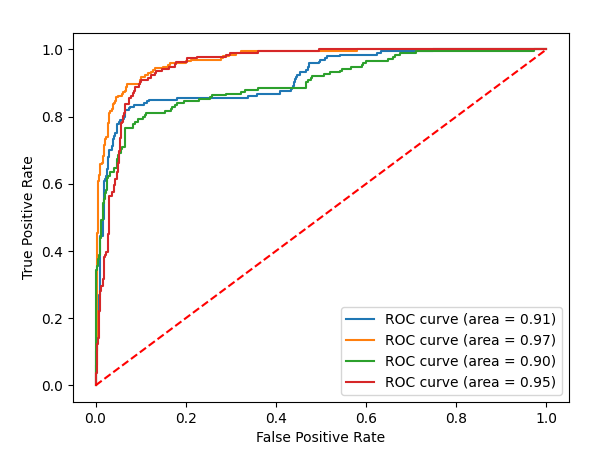 1.0
0.8
0.6
0.4
0.2
0.0
True Positive Rate
ROC curve (area = 0.91)
ROC curve (area = 0.97)
ROC curve (area = 0.90)
ROC curve (area = 0.95)
0.0 0.2 0.4 0.6 0.8 1.0
False Positive Rate